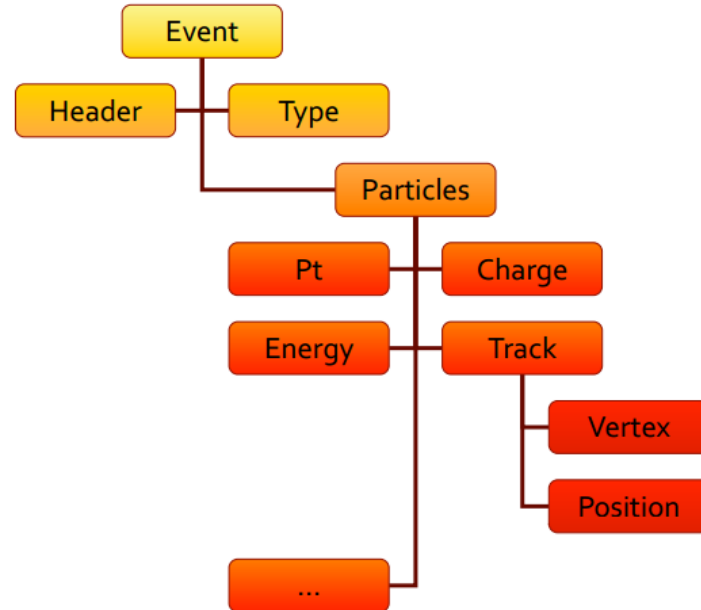 Event
Header
Type
Particles
Pt
Charge
Energy
Track
Vertex
Position
...